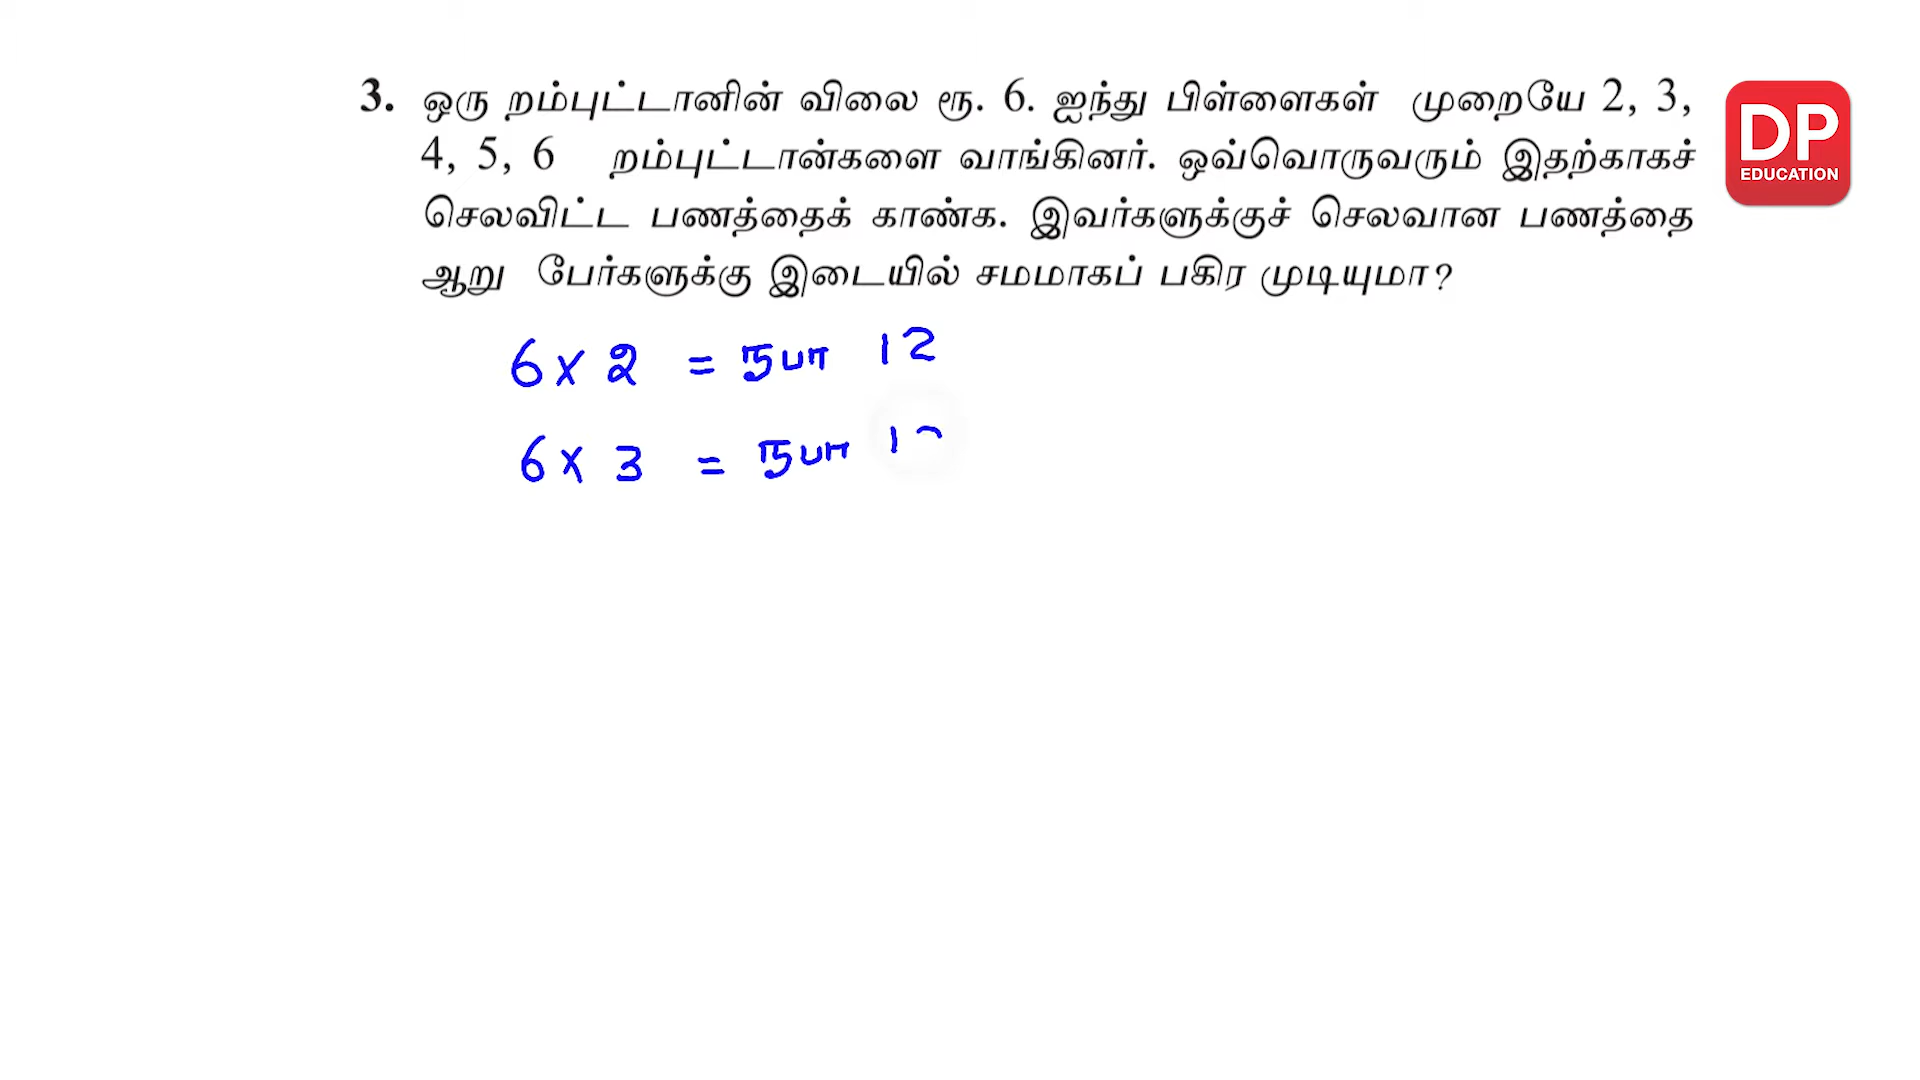 3. ஒரு றம்புட்டானின் விலை ரூ. 6. ஐந்து பிள்ளைகள் முறையே 2, 3,
4, 5, 6 றம்புட்டான்களை வாங்கினர். ஒவ்வொருவரும் இதற்காகச்
செலவிட்ட பணத்தைக் காண்க. இவர்களுக்குச் செலவான பணத்தை
ஆறு பேர்களுக்கு இடையில் சமமாகப் பகிர முடியுமா?
DP
EDUCATION
6 x 2 = ரூபா 12
6 x 3 = ரூபா 1